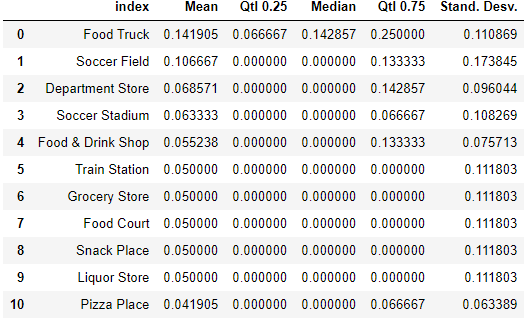 index Mean Qtl 0.25 Median Qtl 0.75 Stand. Desv.
0 Food Truck 0.141905 0.066667 0.142857 0.250000 0.110869
1 Soccer Field 0.106667 0.000000 0.000000 0.133333 0.173845
2 Department Store 0.068571 0.000000 0.000000 0.142857 0.096044
3 Soccer Stadium 0.063333 0.000000 0.000000 0.066667 0.108269
4 Food & Drink Shop 0.055238 0.000000 0.000000 0.133333 0.075713
5 Train Station 0.050000 0.000000 0.000000 0.000000 0.111803
6 Grocery Store 0.050000 0.000000 0.000000 0.000000 0.111803
7 Food Court 0.050000 0.000000 0.000000 0.000000 0.111803
8 Snack Place 0.050000 0.000000 0.000000 0.000000 0.111803
9 Liquor Store 0.050000 0.000000 0.000000 0.000000 0.111803
10 Pizza Place 0.041905 0.000000 0.000000 0.066667 0.063389